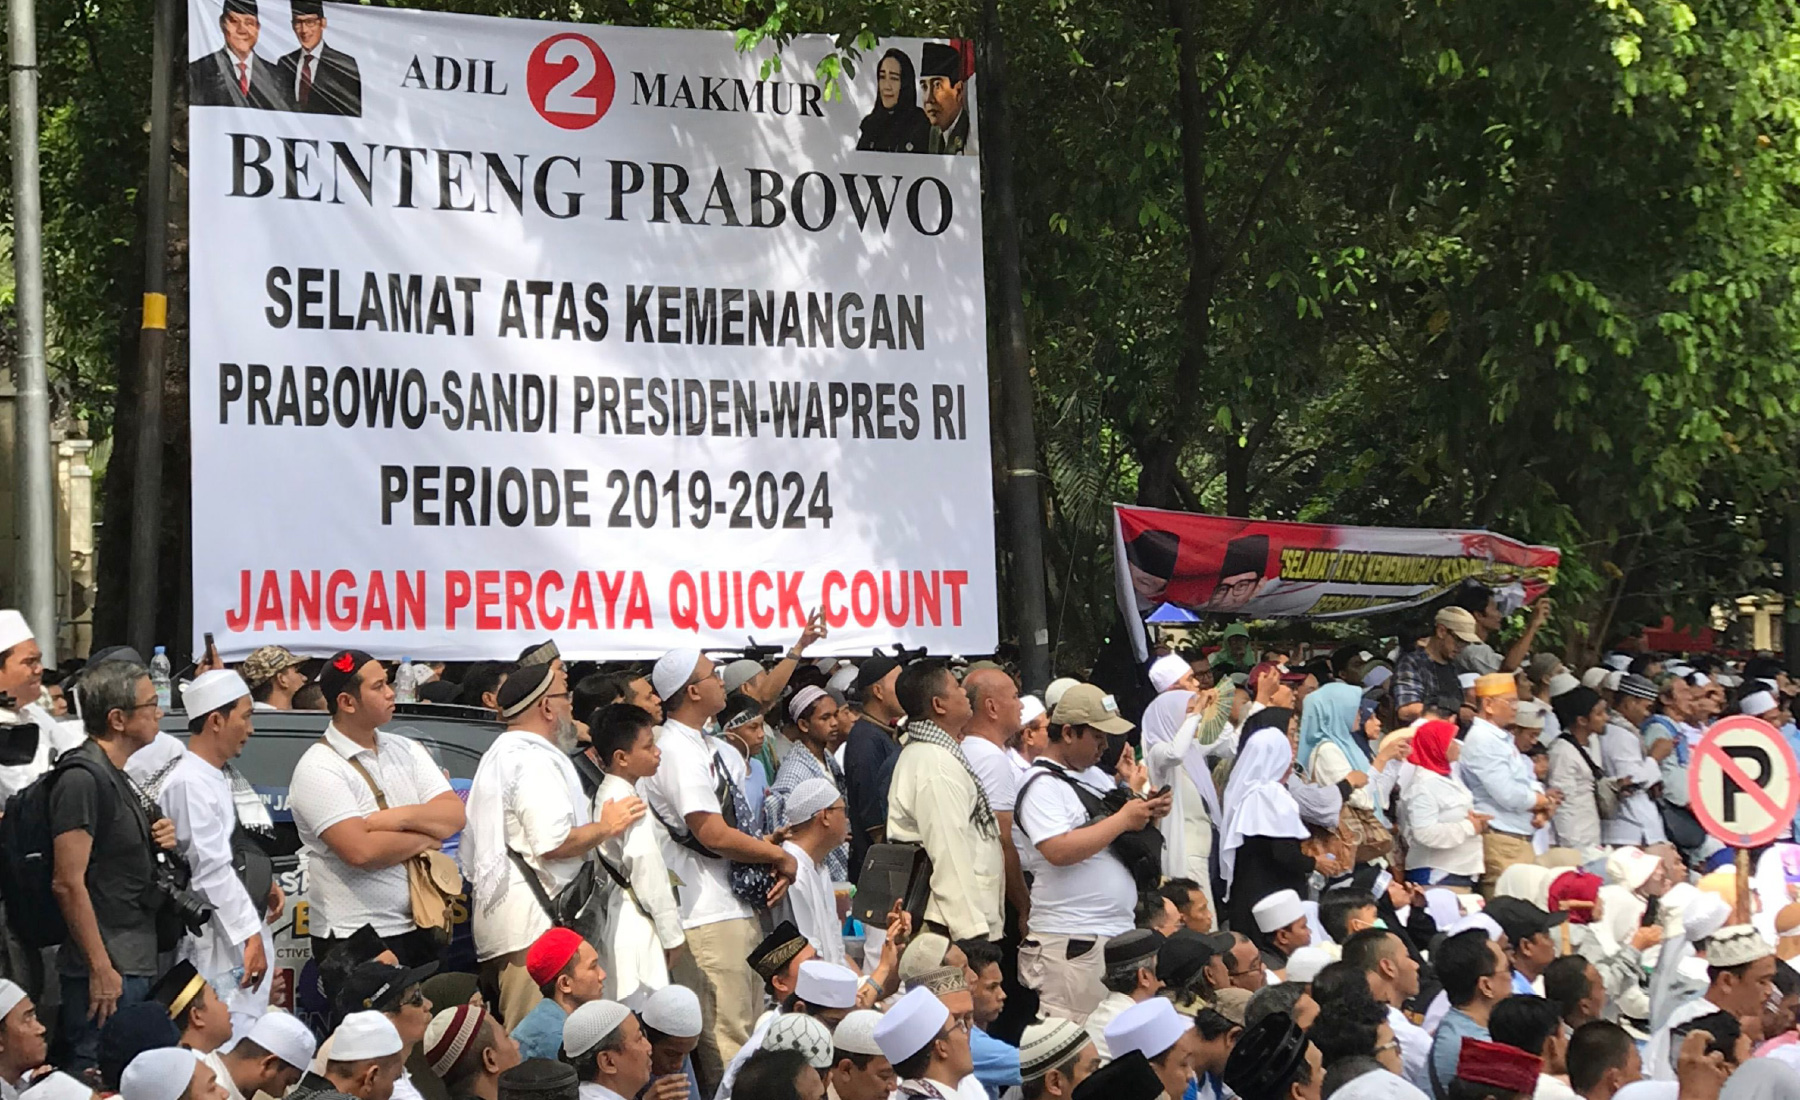 ADIL 2 MAKMUR
BENTENG PRABOWO
SELAMAT ATAS KEMENANGAN
PRABOWO-SANDI PRESIDEN-WAPRES RI
PERIODE 2019-2024
JANGAN PERCAYA QUICK COUNT
"SELAMAT ATAS KEMENANGAN
P